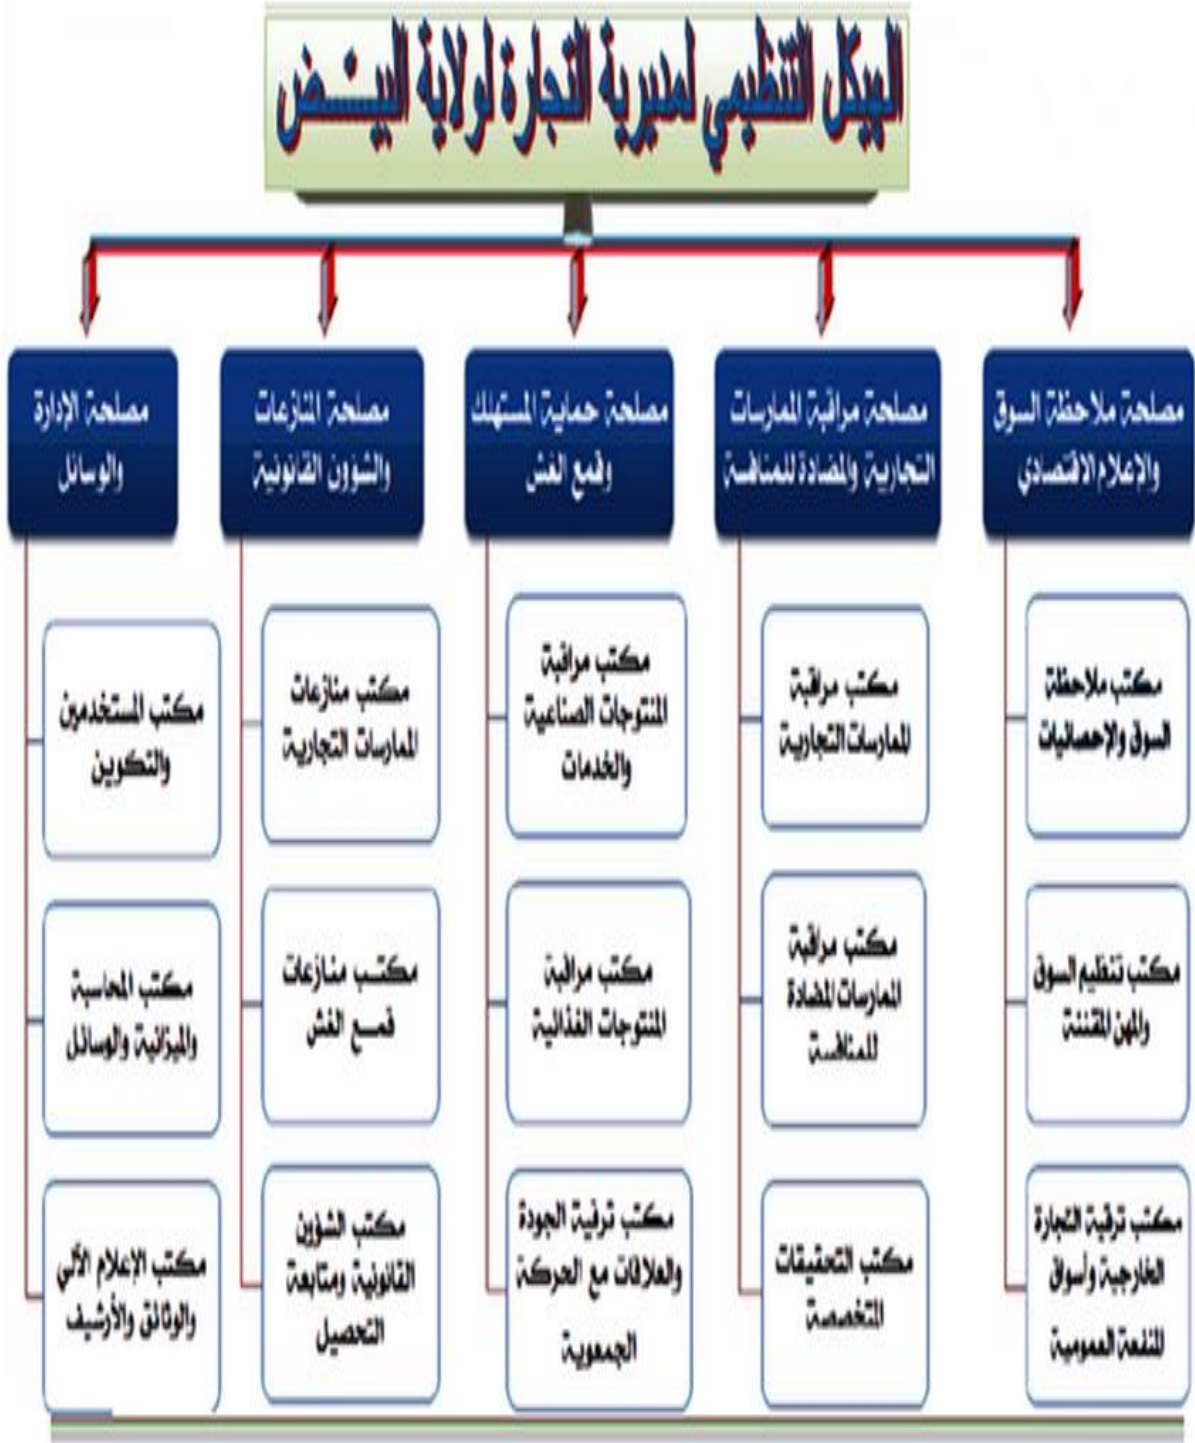 الهيكل التنظيمي لمديرية التجارة لولاية البيــض
مصلحة ملاحظة السوق
والإعلام الاقتصادي
مكتب ملاحظة
السوق والإحصائيات
مكتب تنظيم السوق
والمهن المقننة
مكتب ترقية التجارة
الخارجية وأسواق
المنفعة العمومية
مصلحة مراقبة الممارسات
التجارية والمضادة للمنافسة
مكتب مراقبة
الممارسات التجارية
مكتب مراقبة
الممارسات المضادة
للمنافسة
مكتب التحقيقات
المتخصصة
مصلحة حماية المستهلك
وقمع الغش
مكتب مراقبة
المنتوجات الصناعية
والخدمات
مكتب مراقبة
المنتوجات الغذائية
مكتب ترقية الجودة
والعلاقات مع الحركة
الجمعوية
مصلحة المنازعات
والشؤون القانونية
مكتب منازعات
الممارسات التجارية
مكتــب منازعات
قمــع الغش
مكتب الشؤون
القانونية ومتابعة
التحصيل
مصلحة الإدارة
والوسائل
مكتب المستخدمين
والتكوين
مكتب المحاسبة
والميزانية والوسائل
مكتب الإعلام الآلي
والوثائق والأرشيف